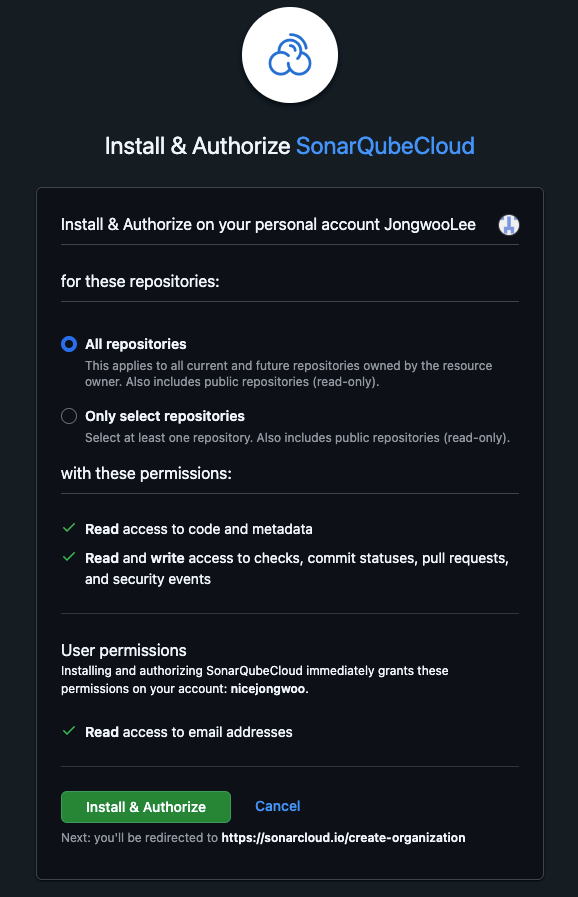 Install & Authorize SonarQubeCloud
Install & Authorize on your personal account JongwooLee
for these repositories:
All repositories
This applies to all current and future repositories owned by the resource
owner. Also includes public repositories (read-only).
Only select repositories
Select at least one repository. Also includes public repositories (read-only).
with these permissions:
Read access to code and metadata
Read and write access to checks, commit statuses, pull requests,
and security events
User permissions
Installing and authorizing SonarQubeCloud immediately grants these
permissions on your account: nicejongwoo.
Read access to email addresses
Install & Authorize
Cancel
Next: you'll be redirected to https://sonarcloud.io/create-organization